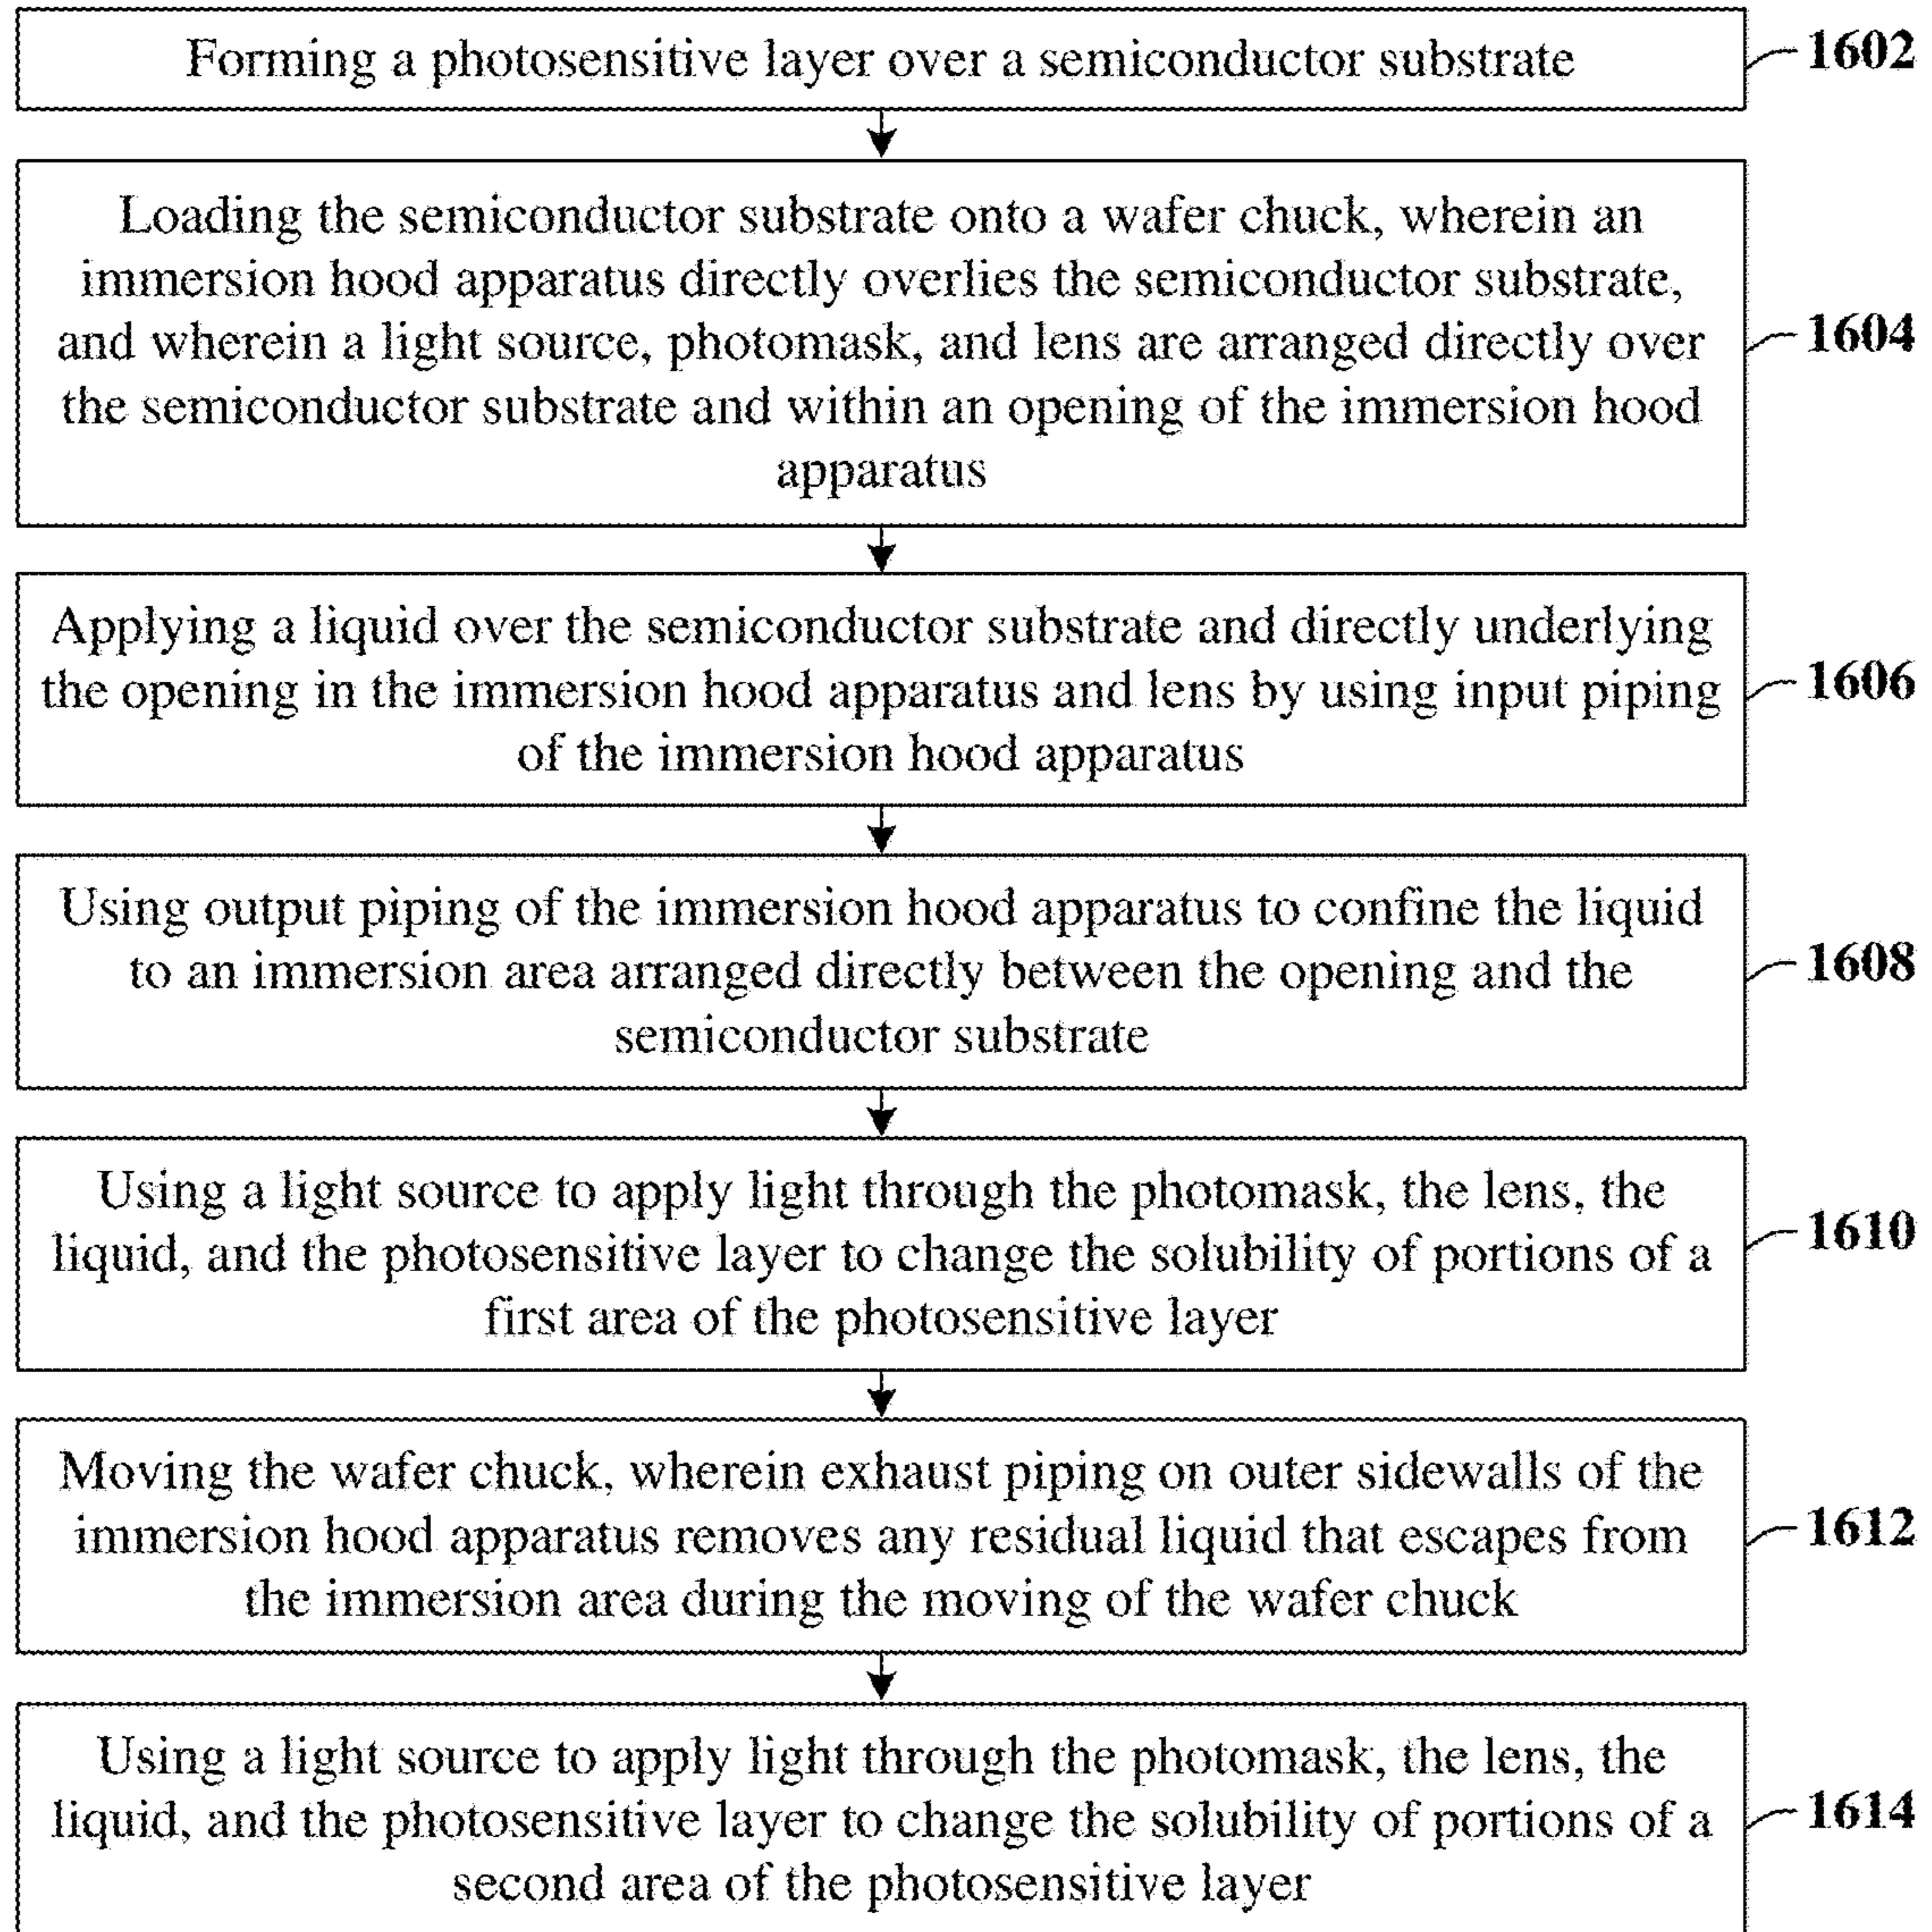 Forming a photosensitive layer over a semiconductor substrate
1602
Loading the semiconductor substrate onto a wafer chuck, wherein an
immersion hood apparatus directly overlies the semiconductor substrate,
and wherein a light source, photomask, and lens are arranged directly over
the semiconductor substrate and within an opening of the immersion hood
apparatus
1604
Applying a liquid over the semiconductor substrate and directly underlying
the opening in the immersion hood apparatus and lens by using input piping
of the immersion hood apparatus
1606
Using output piping of the immersion hood apparatus to confine the liquid
to an immersion area arranged directly between the opening and the
semiconductor substrate
1608
Using a light source to apply light through the photomask, the lens, the
liquid, and the photosensitive layer to change the solubility of portions of a
first area of the photosensitive layer
1610
Moving the wafer chuck, wherein exhaust piping on outer sidewalls of the
immersion hood apparatus removes any residual liquid that escapes from
the immersion area during the moving of the wafer chuck
1612
Using a light source to apply light through the photomask, the lens, the
liquid, and the photosensitive layer to change the solubility of portions of a
second area of the photosensitive layer
1614